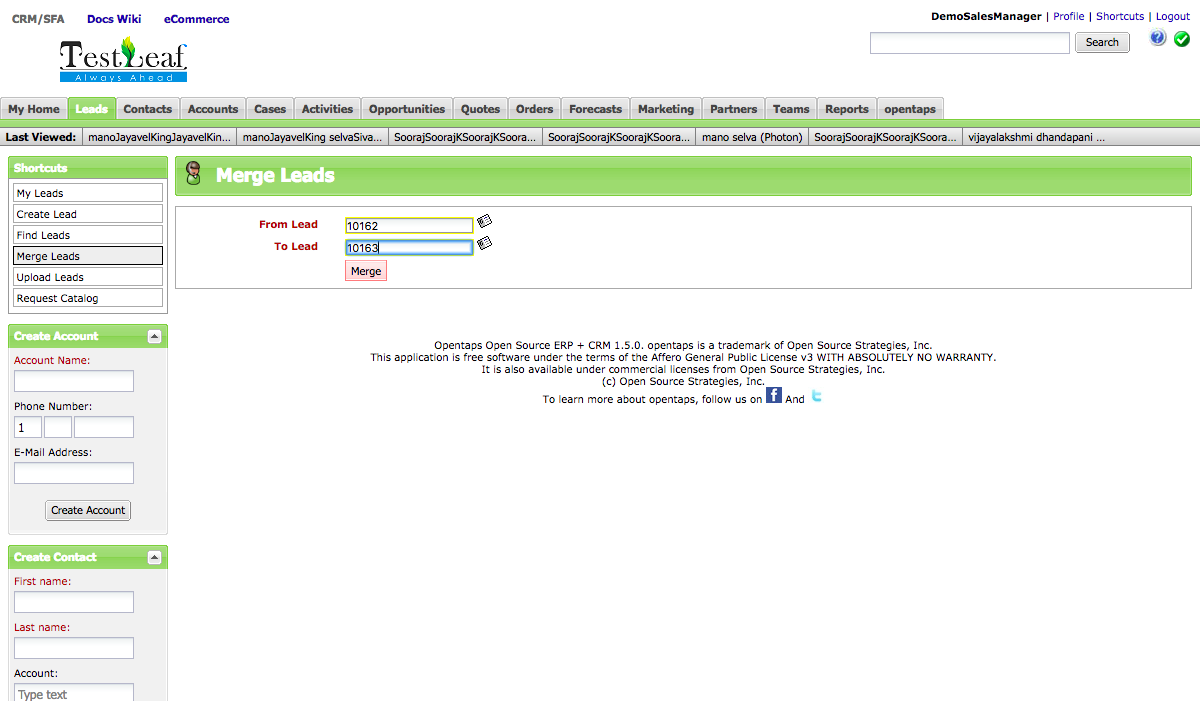 CRM/SFA Docs Wiki eCommerce
DemoSalesManager | Profile | Shortcuts | Logout
TestLeaf
Always Ahead
Search
?
My Home Leads Contacts Accounts Cases Activities Opportunities Quotes Orders Forecasts Marketing Partners Teams Reports opentaps
Last Viewed: manoJayavelKingJayavelKin... manoJayavelKing selvaSiva... SoorajSoorajKSoorajKSoora... SoorajSoorajKSoorajKSoora... mano selva (Photon) SoorajSoorajKSoorajKSoora... vijayalakshmi dhandapani ...
Shortcuts
My Leads
Create Lead
Find Leads
Merge Leads
Upload Leads
Request Catalog
Merge Leads
From Lead 10162
To Lead 10163
Merge
Create Account
Account Name:
Phone Number:
1
E-Mail Address:
Create Account
Create Contact
First name:
Last name:
Account:
Type text
Opentaps Open Source ERP + CRM 1.5.0. opentaps is a trademark of Open Source Strategies, Inc.
This application is free software under the terms of the Affero General Public License v3 WITH ABSOLUTELY NO WARRANTY.
It is also available under commercial licenses from Open Source Strategies, Inc.
(c) Open Source Strategies, Inc.
To learn more about opentaps, follow us on f And t